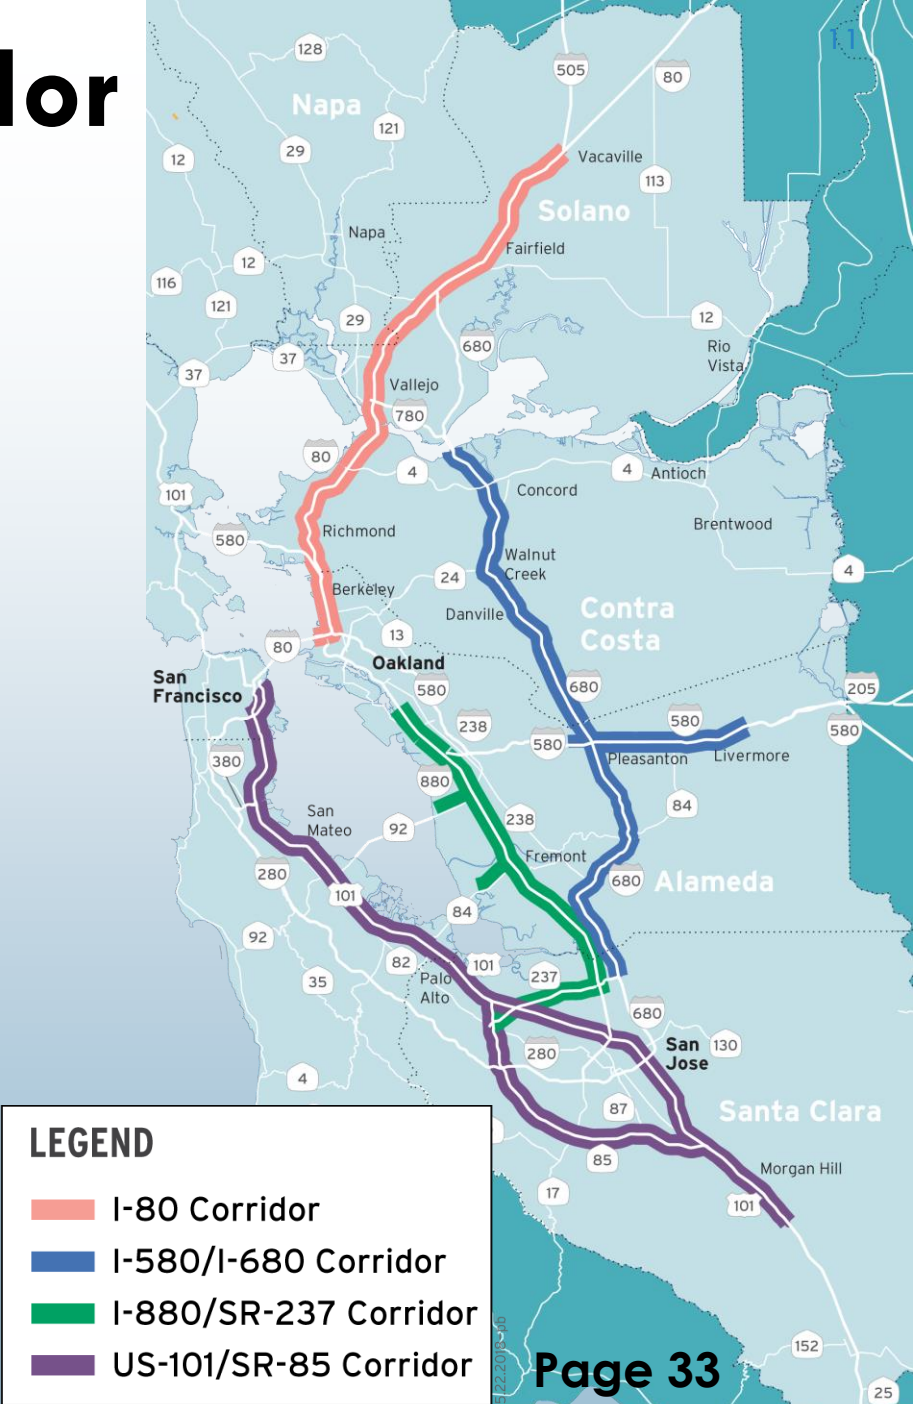 lor
11
128
505
80
Napa
121
12
29
Vacaville
113
Solano
Napa
Fairfield
12
116
121
29
12
680
Rio
Vista
37
37
Vallejo
780
80
4
4
Antioch
101
Concord
Richmond
Brentwood
580
Walnut
Creek
24
4
Berkeley
Danville
Contra
Costa
13
80
Oakland
San
Francisco
580
680
205
238
580
580
580
Pleasanton
Livermore
380
880
84
San
Mateo
92
238
Fremont
280
101
680
Alameda
84
92
82
101
Palo
Alto
237
35
680
San
Jose
130
280
4
87
Santa Clara
85
Morgan Hill
17
101
152
25
LEGEND
I-80 Corridor
I-580/I-680 Corridor
I-880/SR-237 Corridor
US-101/SR-85 Corridor
5.22.2018-pb
Page 33